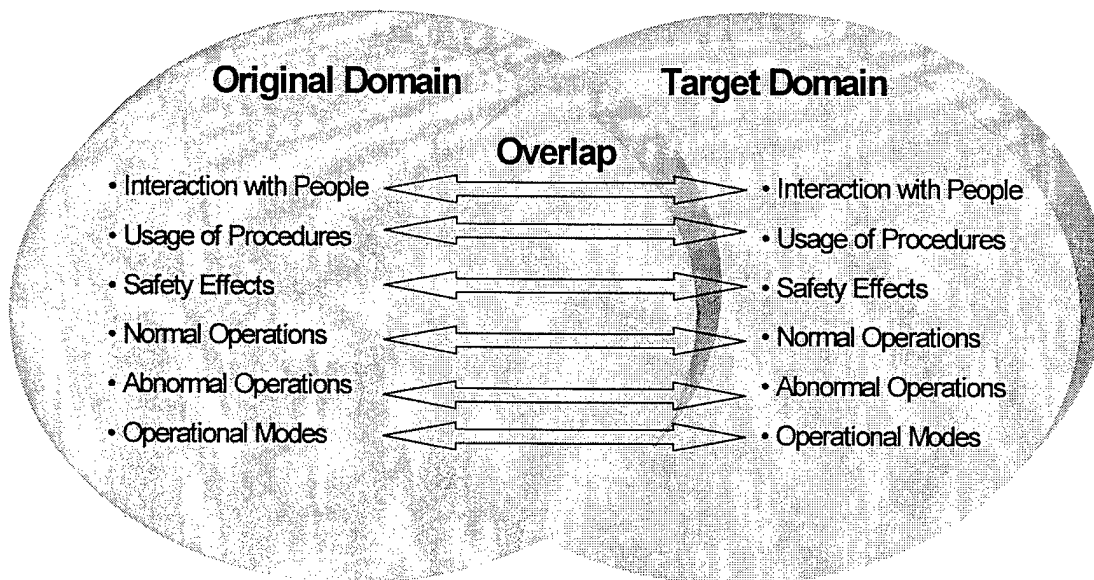 Original Domain
Target Domain
Overlap
• Interaction with People
• Interaction with People
• Usage of Procedures
• Usage of Procedures
• Safety Effects
• Safety Effects
• Normal Operations
• Normal Operations
• Abnormal Operations
• Abnormal Operations
• Operational Modes
• Operational Modes